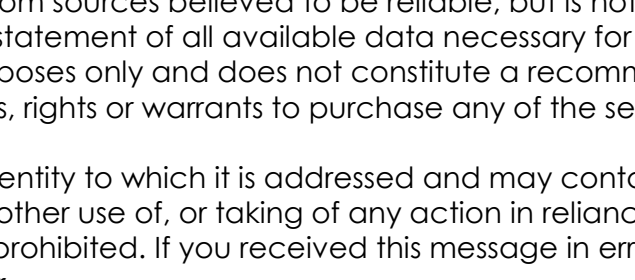 om sources believed to be reliable, but is not
statement of all available data necessary for
poses only and does not constitute a recomm
s, rights or warrants to purchase any of the se
entity to which it is addressed and may conta
other use of, or taking of any action in relianc
prohibited. If you received this message in err